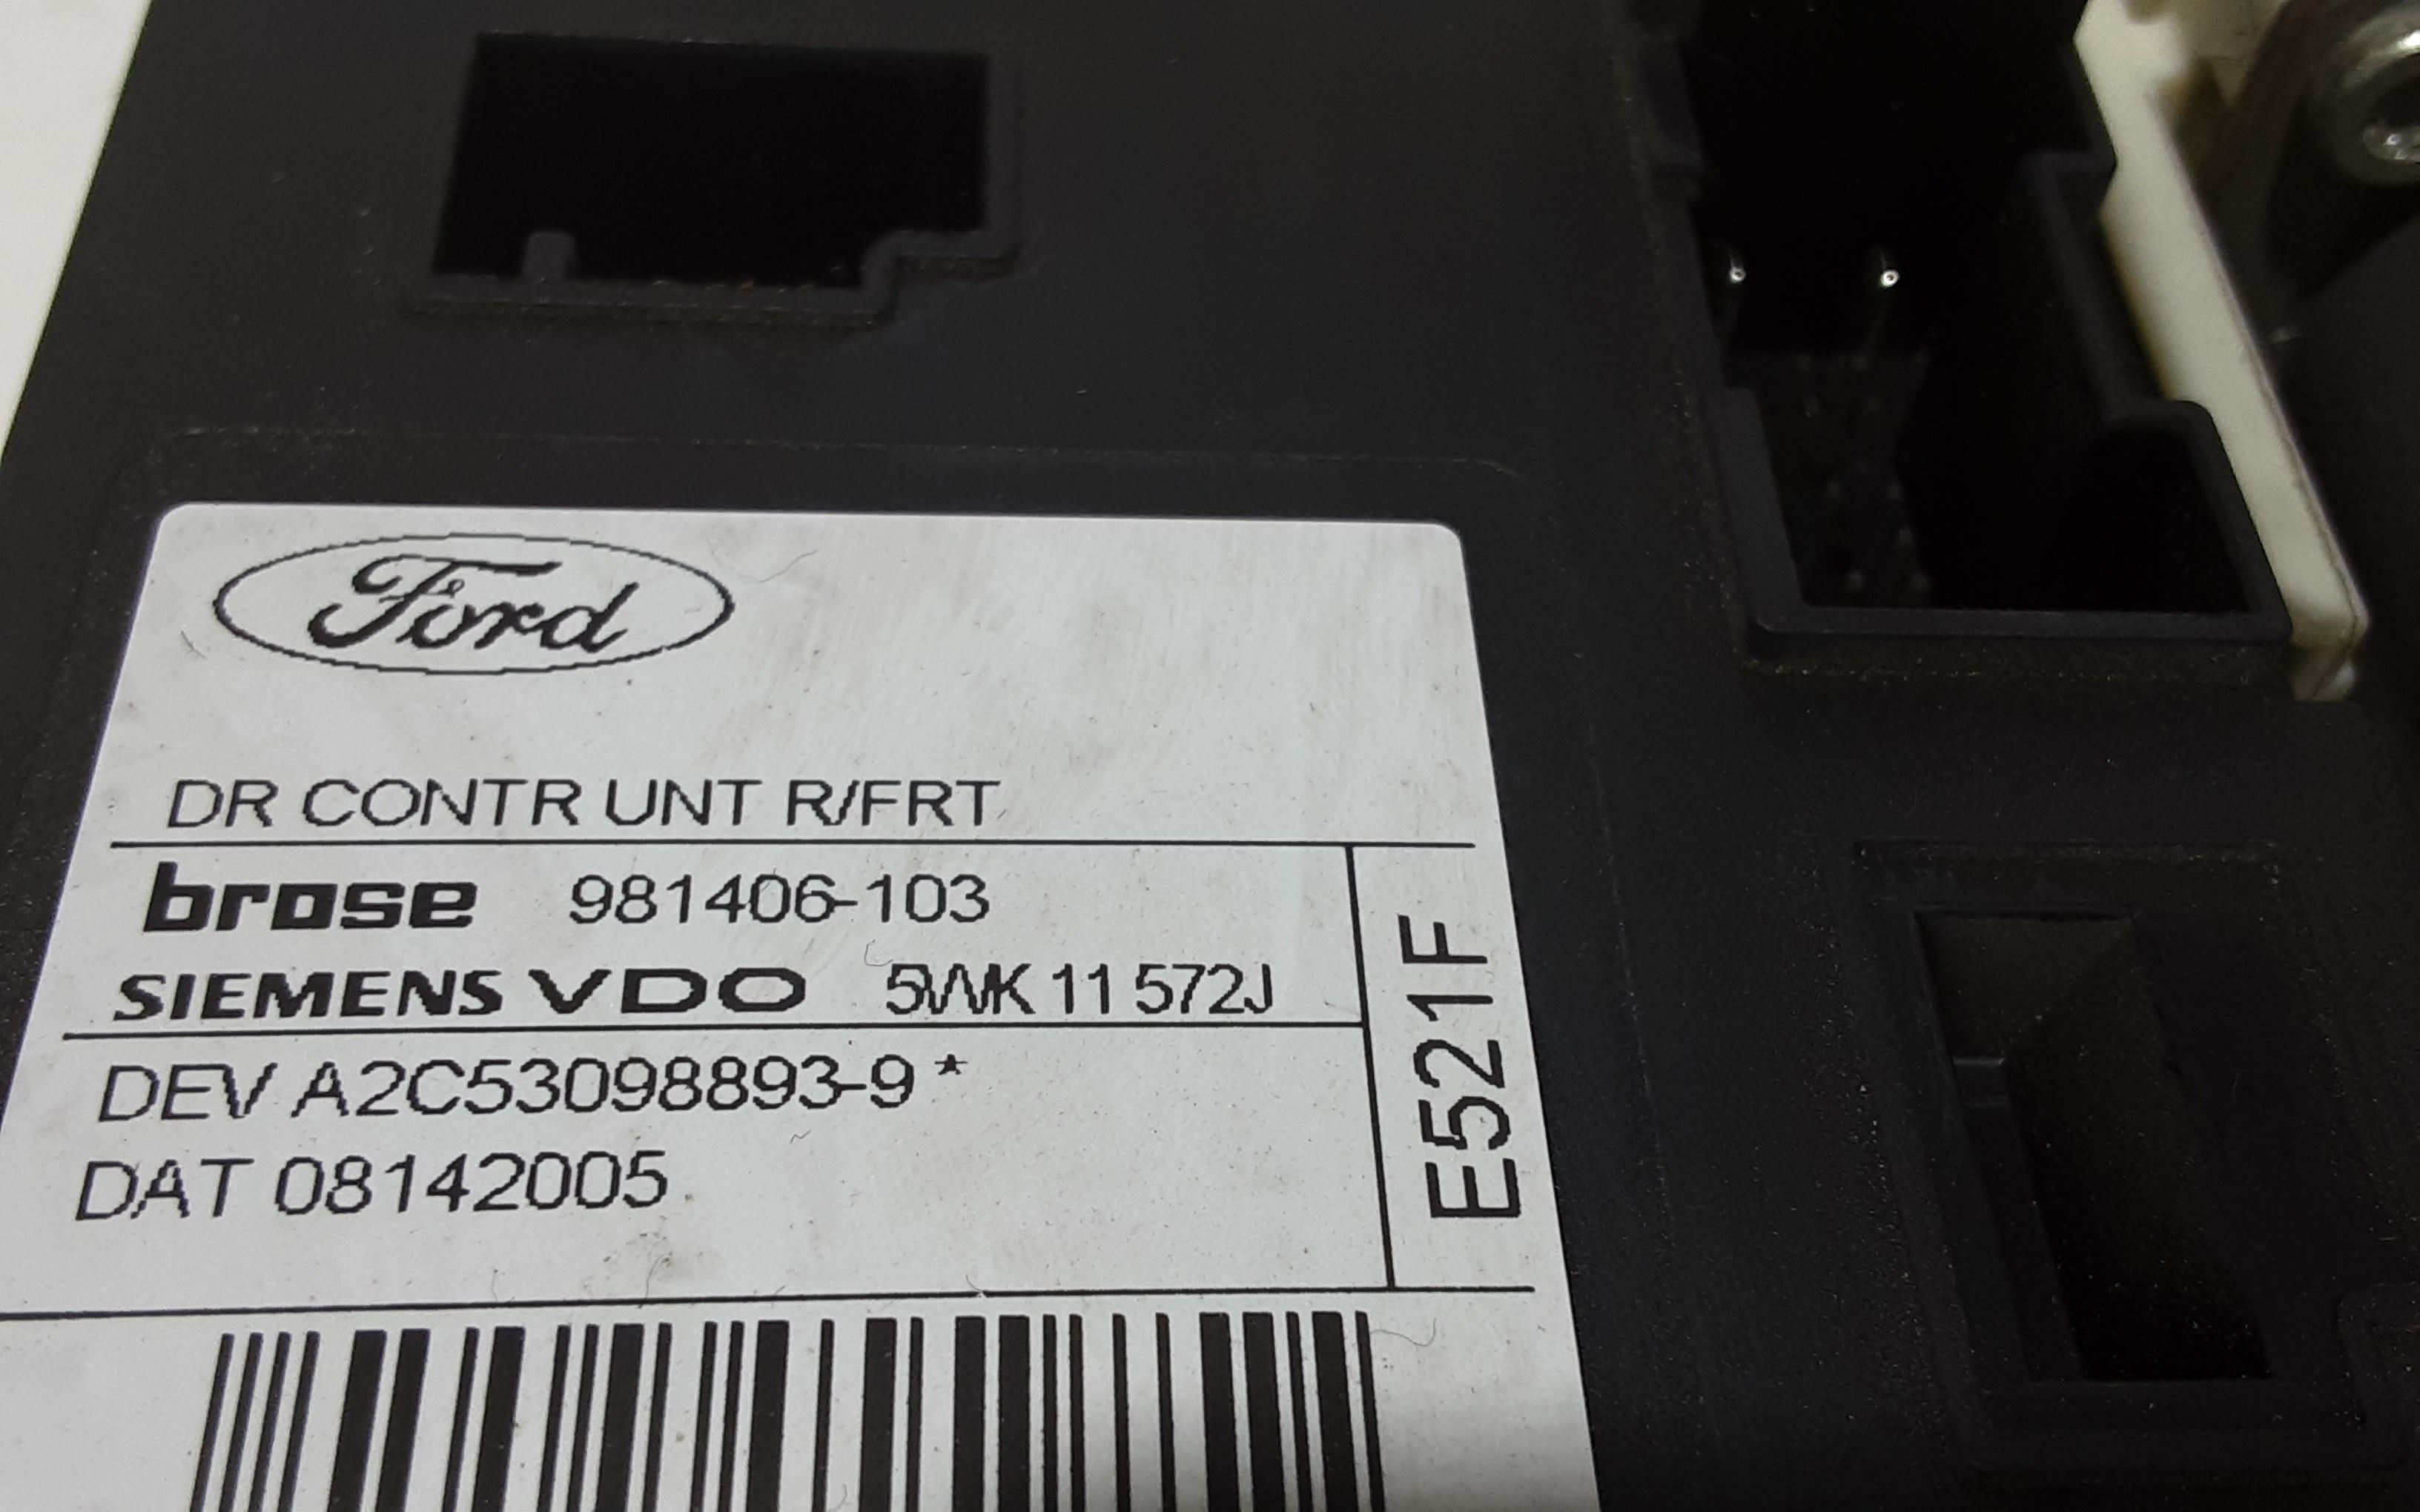 Ford
DR CONTR UNT R/FRT
brose 981406-103
SIEMENS VDO 5WK 11 572J
DEV A2C53098893-9 *
DAT 08142005
E521F